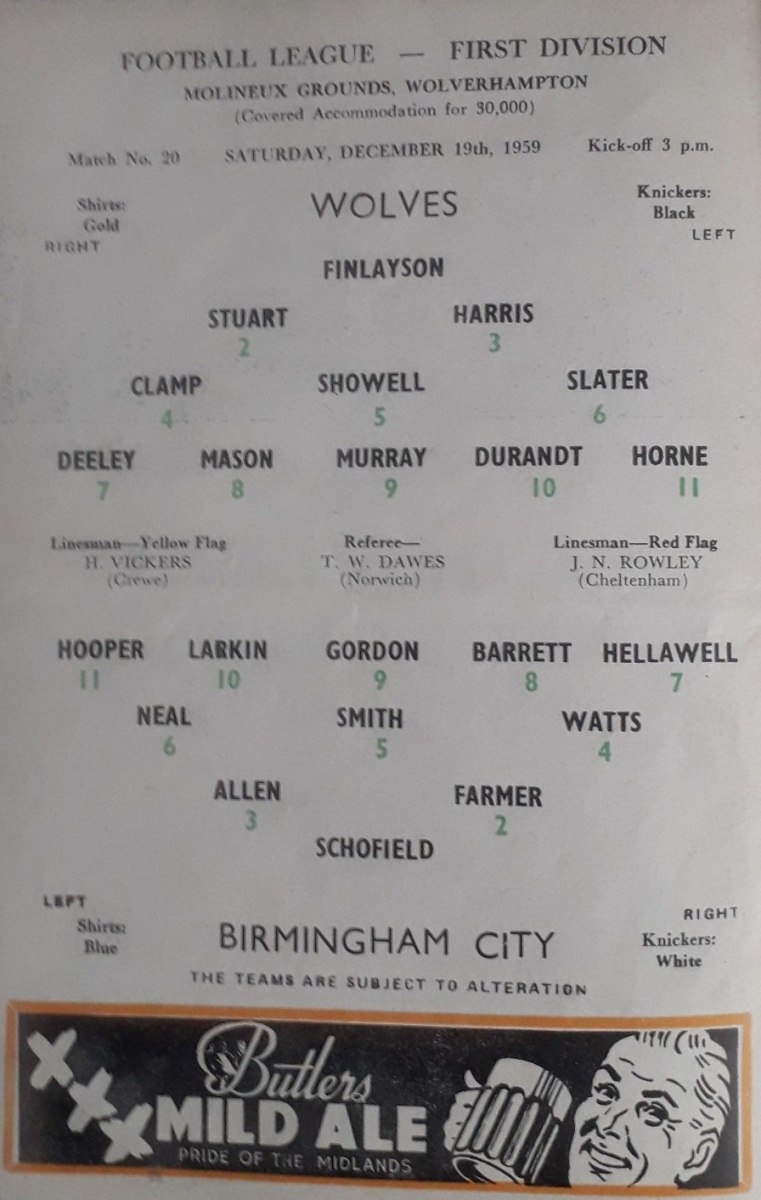 FOOTBALL LEAGUE — FIRST DIVISION
MOLINEUX GROUNDS, WOLVERHAMPTON
(Covered Accommodation for 30,000)
Match No. 20 SATURDAY, DECEMBER 19th, 1959 Kick-off 3 p.m.
Shirts: WOLVES Knickers:
Gold Black
RIGHT LEFT
FINLAYSON
STUART HARRIS
2 3
CLAMP SHOWELL SLATER
4 5 6
DEELEY MASON MURRAY DURANDT HORNE
7 8 9 10 11
Linesman—Yellow Flag Referee— Linesman—Red Flag
H. VICKERS T. W. DAWES J. N. ROWLEY
(Crewe) (Norwich) (Cheltenham)
HOOPER LARKIN GORDON BARRETT HELLAWELL
11 10 9 8 7
NEAL SMITH WATTS
6 5 4
ALLEN FARMER
3 2
SCHOFIELD
LEFT RIGHT
Shirts: BIRMINGHAM CITY Knickers:
Blue White
THE TEAMS ARE SUBJECT TO ALTERATION
XXX Butlers
MILD ALE
PRIDE OF THE MIDLANDS